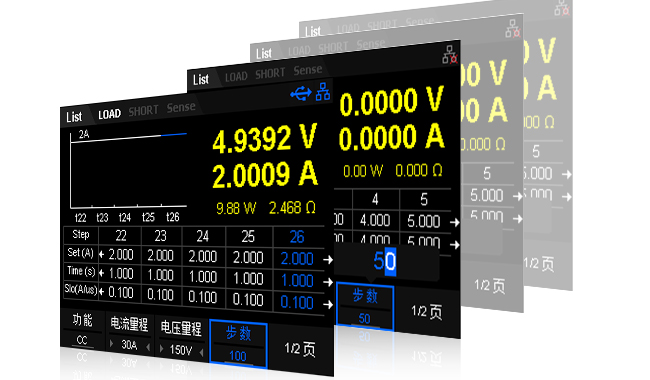 List LOAD SHORT Sense
2A
4.9392 V
2.0009 A
9.88 W 2.468 Ω
t22 t23 t24 t25 t26
Step 22 23 24 25 26
Set (A) 2.000 2.000 2.000 2.000 2.000
Time (s) 1.000 1.000 1.000 1.000 1.000
Slo(A/us) 0.100 0.100 0.100 0.100 0.100
功能 电流量程 电压量程 步数 1/2 页
CC 30A 150V 100
List LOAD SHORT Sense
0.0000 V
0.0000 A
0.00 W 0.000 Ω
4 5
4.000 5.000
4.000 5.000
50
步数 1/2 页
50
List LOAD SHORT Sense
00 V
00 A
0.000 Ω
5
5.000
5.000
1/2 页
List LOAD SHORT Sense
V
A
Ω
5
5.000
5.000
1/2 页